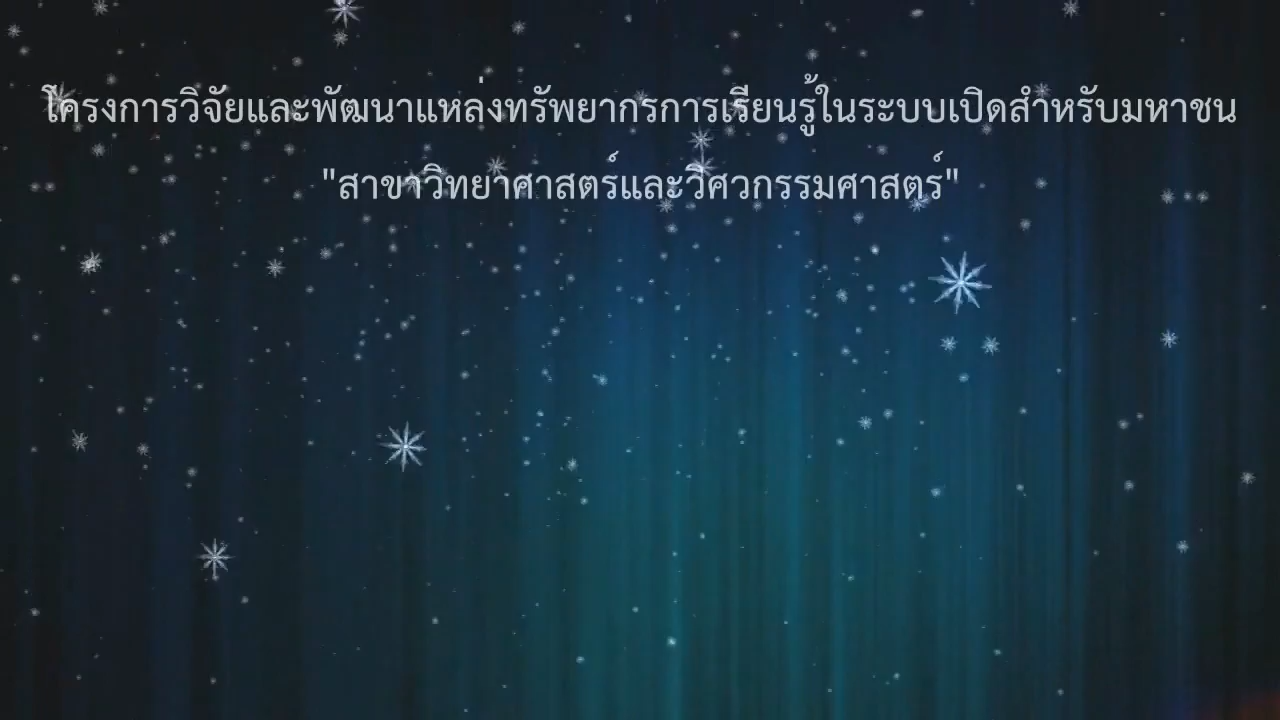 โครงการวิจัยและพัฒนาแหล่งทรัพยากรการเรียนรู้ในระบบเปิดสำหรับมหาชน
"สาขาวิทยาศาสตร์และวิศวกรรมศาสตร์"